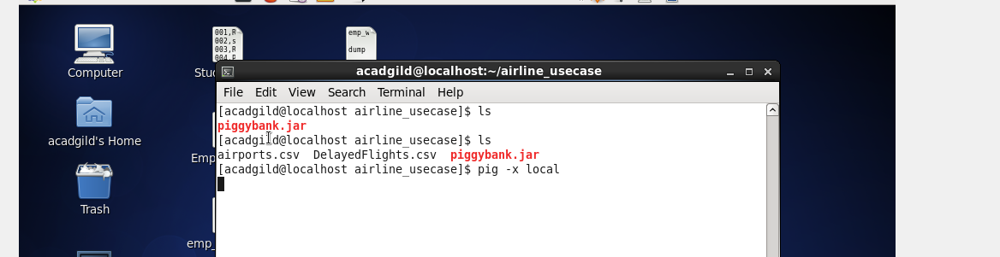 001,R
002,s
003,R
004,P
emp_w
dump
Computer
acadgild@localhost:~/airline_usecase
File Edit View Search Terminal Help
[acadgild@localhost airline_usecase]$ ls
piggybank.jar
[acadgild@localhost airline_usecase]$ ls
airports.csv DelayedFlights.csv piggybank.jar
[acadgild@localhost airline_usecase]$ pig -x local
acadgild's Home
Emp
Trash
emp_